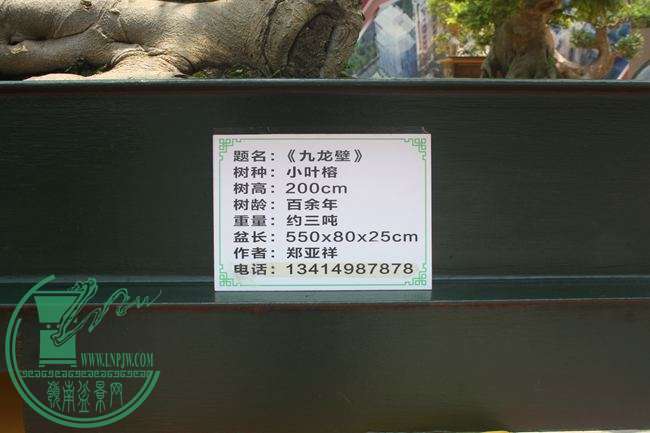 题名：《九龙壁》
树种：小叶榕
树高：200cm
树龄：百余年
重量：约三吨
盆长：550x80x25cm
作者：郑亚祥
电话：13414987878
WWW.LNPJW.COM
嶺南盆景网